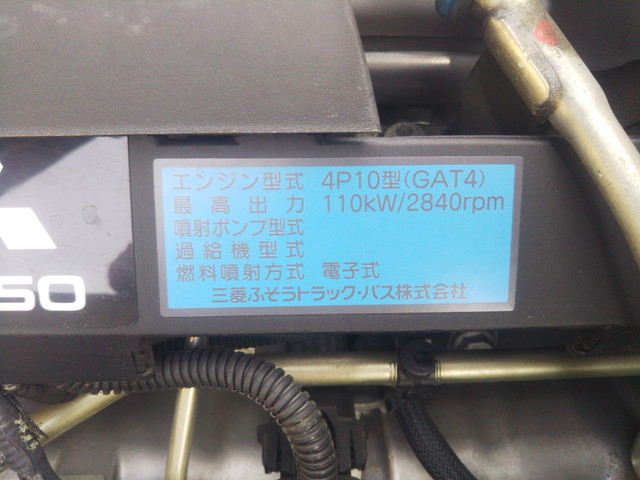 エンジン型式 4P10型(GAT4)
最高出力 110kW/2840rpm
噴射ポンプ型式
過給機型式
燃料噴射方式 電子式
三菱ふそうトラック・バス株式会社
50